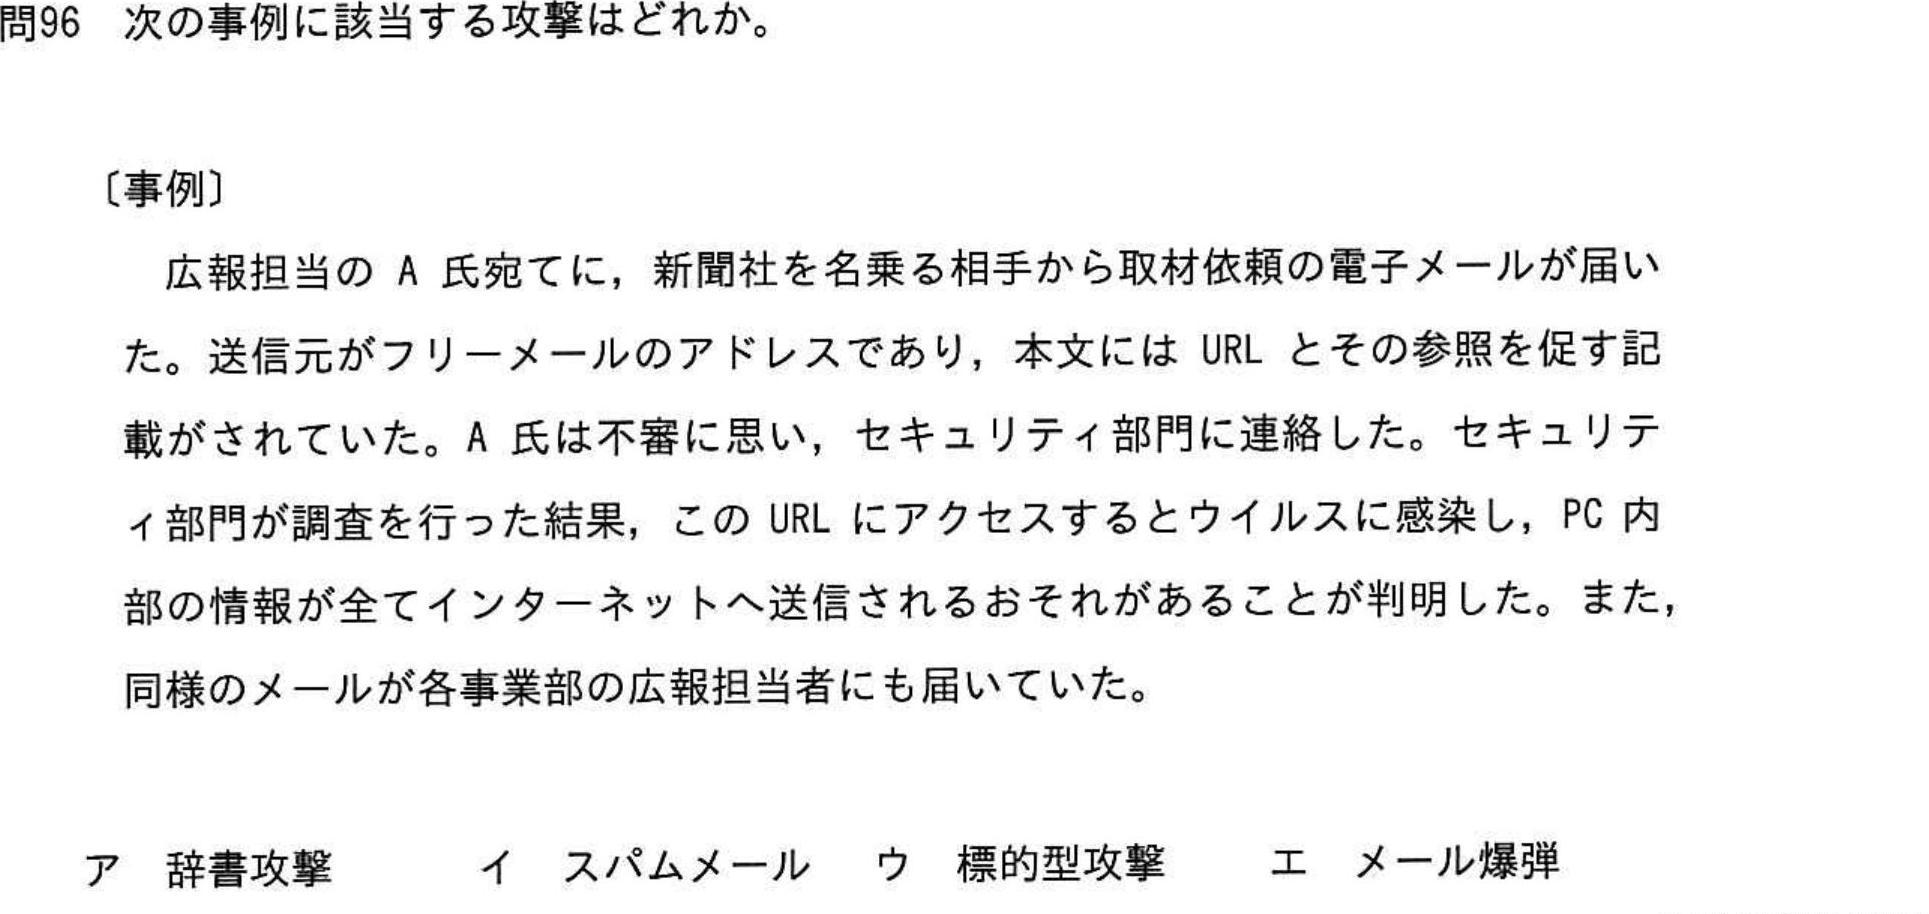 問96 次の事例に該当する攻撃はどれか。
〔事例〕
広報担当の A 氏宛てに，新聞社を名乗る相手から取材依頼の電子メールが届い
た。送信元がフリーメールのアドレスであり，本文には URL とその参照を促す記
載がされていた。A 氏は不審に思い，セキュリティ部門に連絡した。セキュリテ
ィ部門が調査を行った結果，この URL にアクセスするとウイルスに感染し，PC 内
部の情報が全てインターネットへ送信されるおそれがあることが判明した。また，
同様のメールが各事業部の広報担当者にも届いていた。
ア 辞書攻撃 イ スパムメール ウ 標的型攻撃 エ メール爆弾